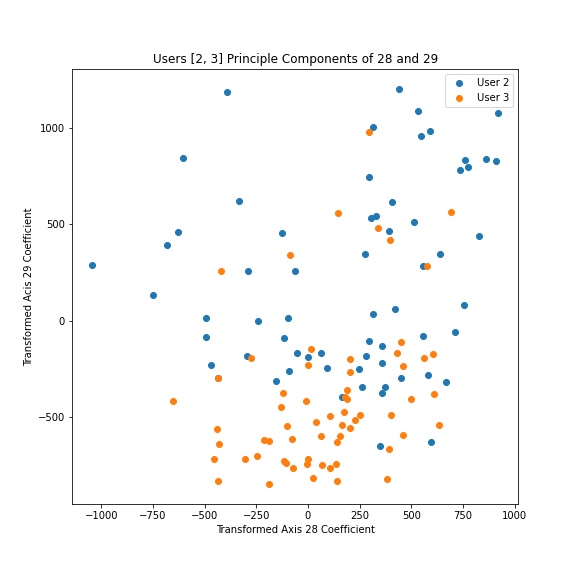 Users [2, 3] Principle Components of 28 and 29
User 2
User 3
1000
500
0
−500
Transformed Acis 29 Coefficient
−1000
−750
−500
−250
0
250
500
750
1000
Transformed Axis 28 Coefficient